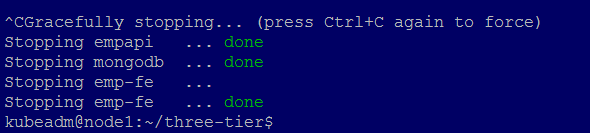 ^CGracefully stopping... (press Ctrl+C again to force)
Stopping empapi   ... done
Stopping mongodb  ... done
Stopping emp-fe   ...
Stopping emp-fe   ... done
kubeadm@node1:~/three-tier$